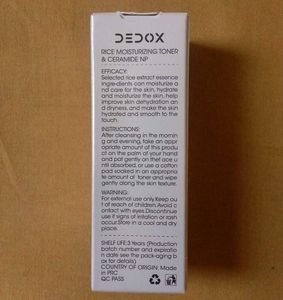 DEDOX
RICE MOISTURIZING TONER
& CERAMIDE NP
EFFICACY:
Selected rice extract essence
ingre-dients can moisturize a
nd care for the skin, hydrate
and moisturize the skin, help
improve skin dehydration an
d dryness, and make the skin
hydrated and smooth to the
touch.
INSTRUCTIONS:
After cleansing in the mornin
g and evening, take an appr
opriate amount of this produ
ct on the palm of your hand
and pat gently on thef ace u
ntil absorbed, or use a cotton
pad soaked in an appropria
te amount of toner and wipe
gently along the skin texture.
WARNING:
For external use only.Keep ou
t of reach of children. Avoid c
ontact with eyes.Discontinue
use if signs of irritation or rash
occur.Store in a cool and dry
place.
SHELF LIFE:3 Years (Production
batch number and expiratio
n date see the pack-aging b
ox for details)
COUNTRY OF ORIGIN: Made
in PRC
QC PASS